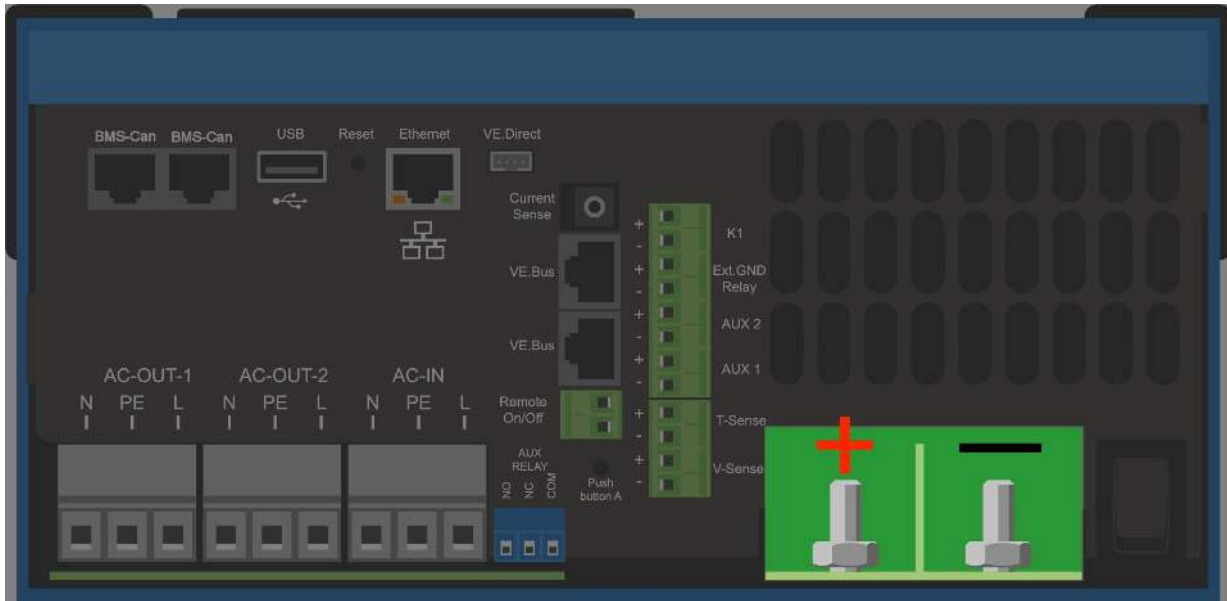 BMS-Can BMS-Can USB Reset Ethernet VE.Direct
Current
Sense
+
-
K1
VE.Bus
+
-
Ext.GND
Relay
+
-
AUX 2
VE.Bus
+
-
AUX 1
AC-OUT-1 AC-OUT-2 AC-IN
N PE L N PE L N PE L
Remote
On/Off
+
-
T-Sense
+
-
V-Sense
AUX
RELAY
NO NC COM
Push
button A
+ -